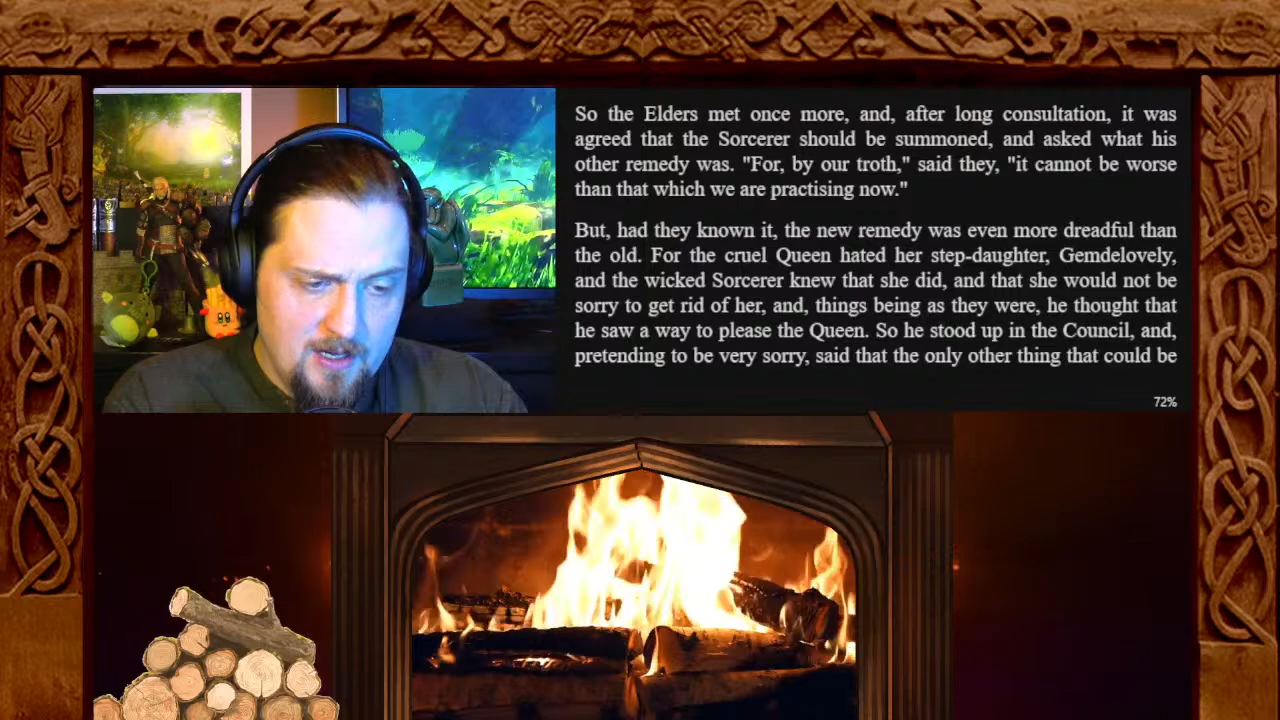 So the Elders met once more, and, after long consultation, it was
agreed that the Sorcerer should be summoned, and asked what his
other remedy was. "For, by our troth," said they, "it cannot be worse
than that which we are practising now."
But, had they known it, the new remedy was even more dreadful than
the old. For the cruel Queen hated her step-daughter, Gemdelovely,
and the wicked Sorcerer knew that she did, and that she would not be
sorry to get rid of her, and, things being as they were, he thought that
he saw a way to please the Queen. So he stood up in the Council, and,
pretending to be very sorry, said that the only other thing that could be
72%